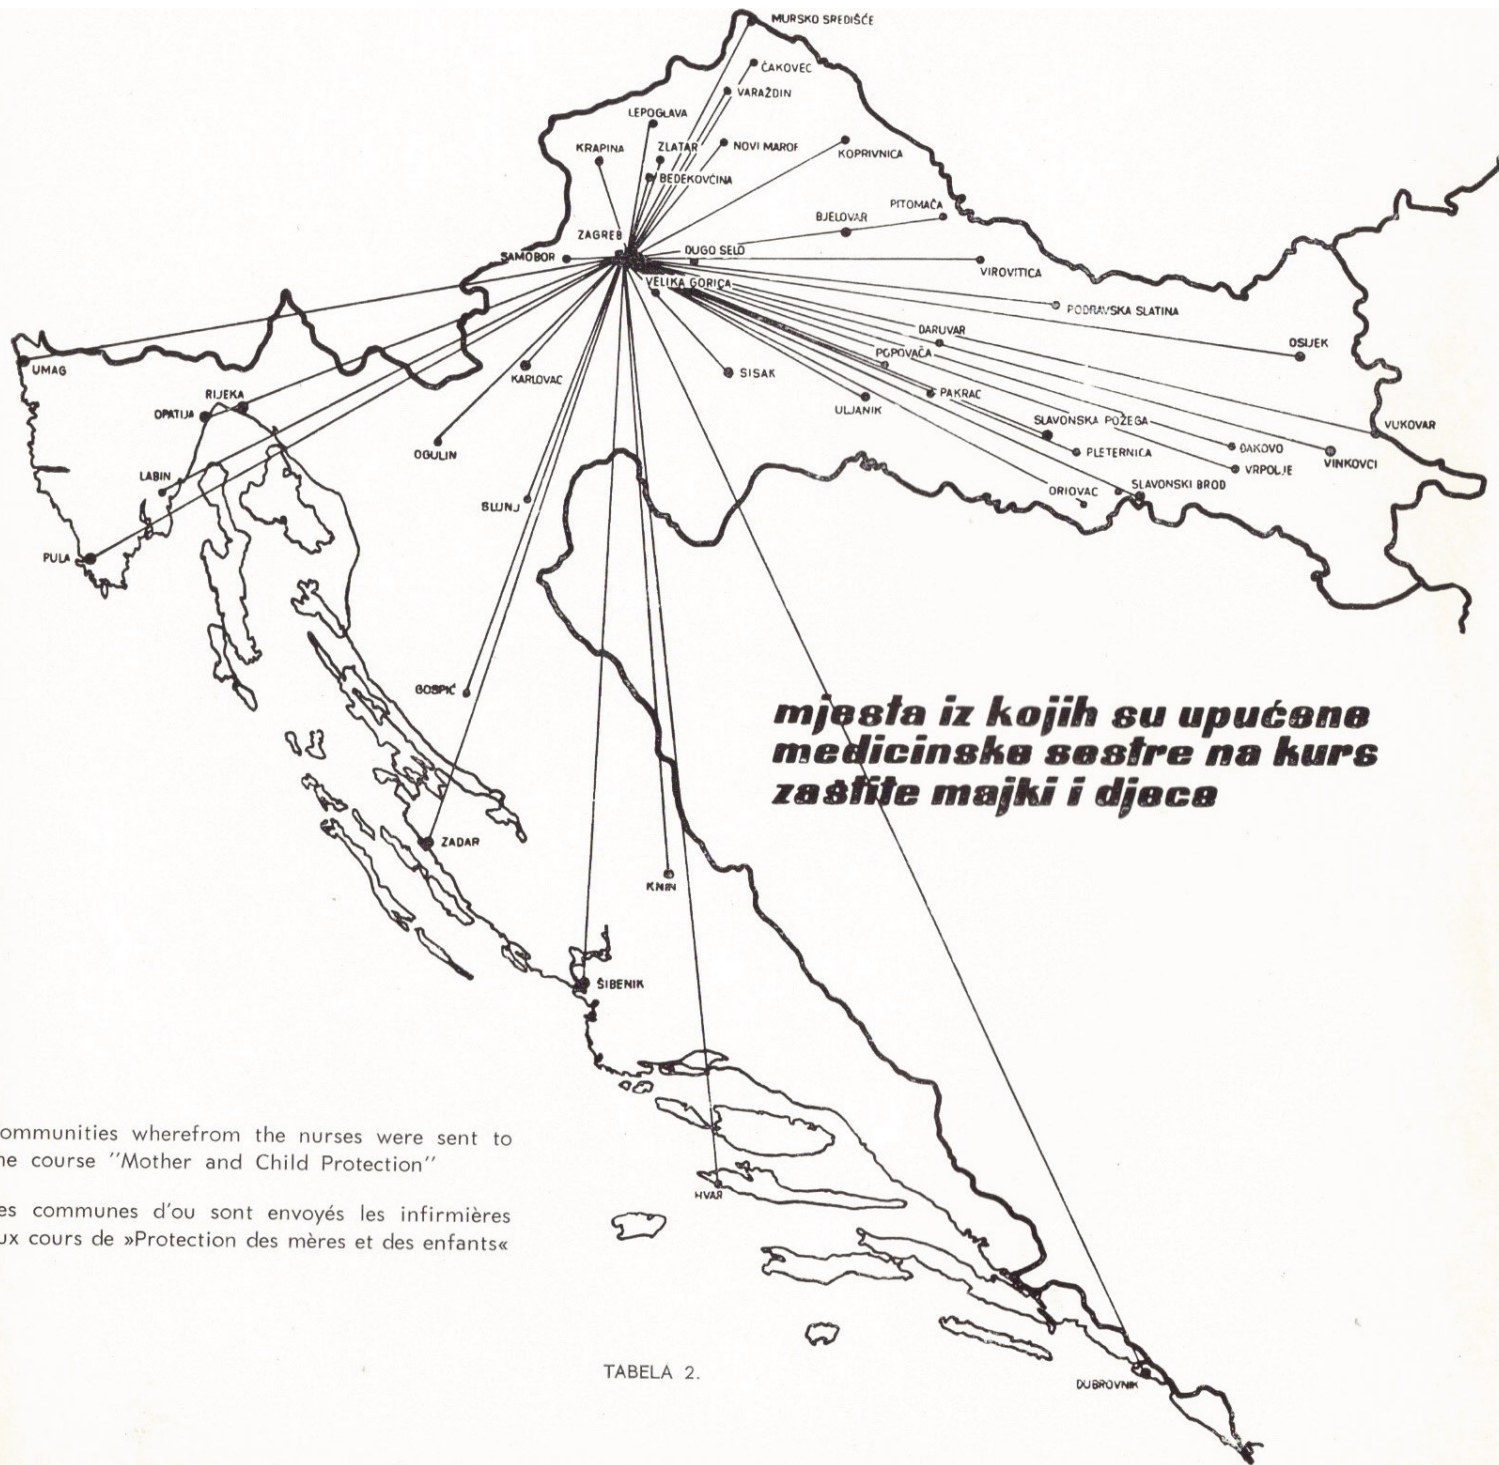 MURSKO SREDIŠĆE
ČAKOVEC
VARAŽDIN
LEPOGLAVA
KRAPINA
ZLATAR
NOVI MAROF
KOPRIVNICA
BEDEKOVČINA
PITOMAČA
BJELOVAR
ZAGREB
DUGO SELO
SAMOBOR
VIROVITICA
VELIKA GORICA
PODRAVSKA SLATINA
DARUVAR
OSIJEK
POPOVAČA
UMAG
KARLOVAC
SISAK
RIJEKA
PAKRAC
OPATIJA
ULJANIK
SLAVONSKA POŽEGA
VUKOVAR
OGULIN
PLETERNICA
ĐAKOVO
VINKOVCI
LABIN
VRPOLJE
ORIOVAC
SLAVONSKI BROD
SLUNJ
PULA
GOSPIĆ
mjesta iz kojih su upućene
medicinske sestre na kurs
zaštite majki i djece
ZADAR
KNIN
ŠIBENIK
ommunities wherefrom the nurses were sent to
ne course "Mother and Child Protection"
HVAR
es communes d'ou sont envoyés les infirmières
ux cours de »Protection des mères et des enfants«
TABELA 2.
DUBROVNIK